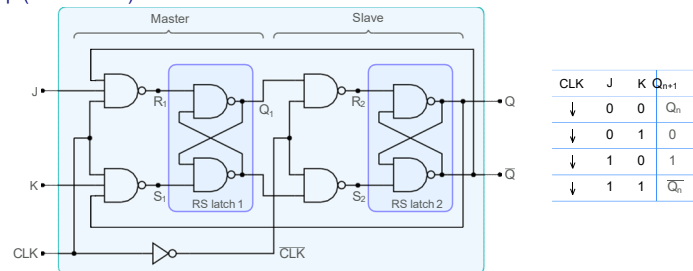 Master
Slave
J
R1
Q1
R2
Q
K
S1
RS latch 1
S2
RS latch 2
Q̅
CLK
C̅L̅K̅
CLK J K Qn+1
↓ 0 0 Qn
↓ 0 1 0
↓ 1 0 1
↓ 1 1 Q̅n